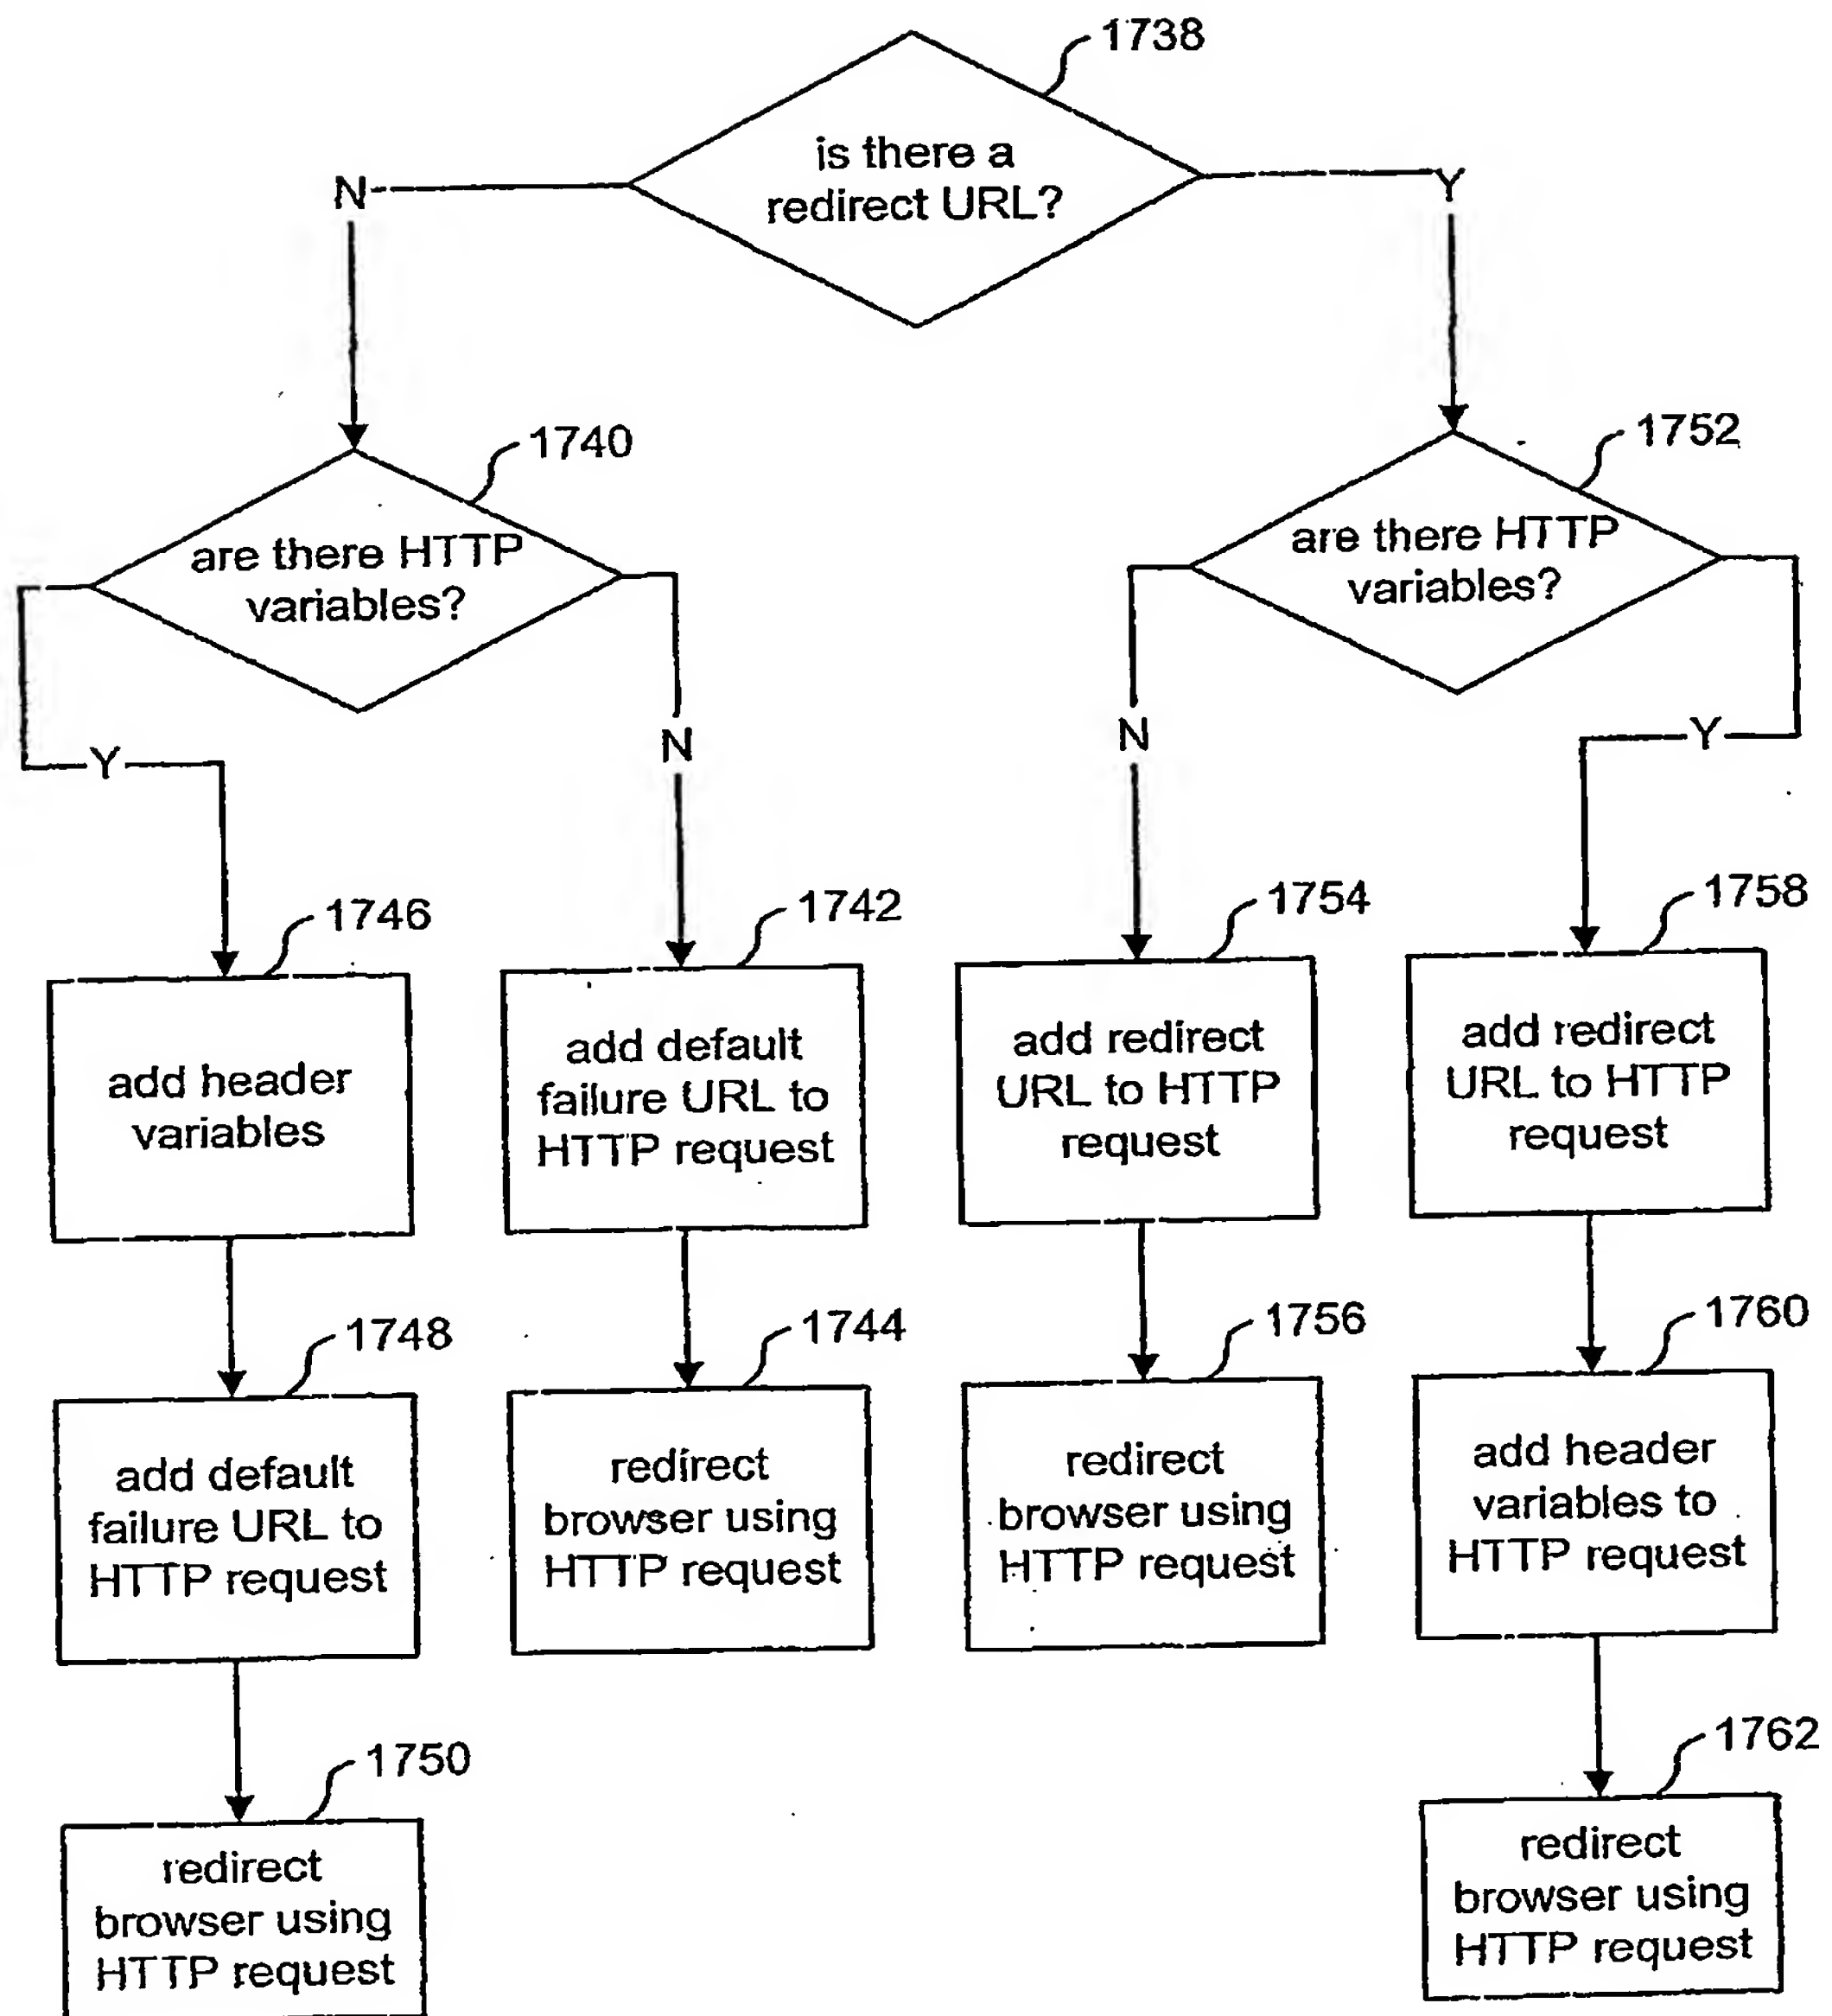 1738
is there a
redirect URL?
N
Y
1740
are there HTTP
variables?
1752
are there HTTP
variables?
Y
N
N
Y
1746
add header
variables
1742
add default
failure URL to
HTTP request
1754
add redirect
URL to HTTP
request
1758
add redirect
URL to HTTP
request
1748
add default
failure URL to
HTTP request
1744
redirect
browser using
HTTP request
1756
redirect
browser using
HTTP request
1760
add header
variables to
HTTP request
1750
redirect
browser using
HTTP request
1762
redirect
browser using
HTTP request